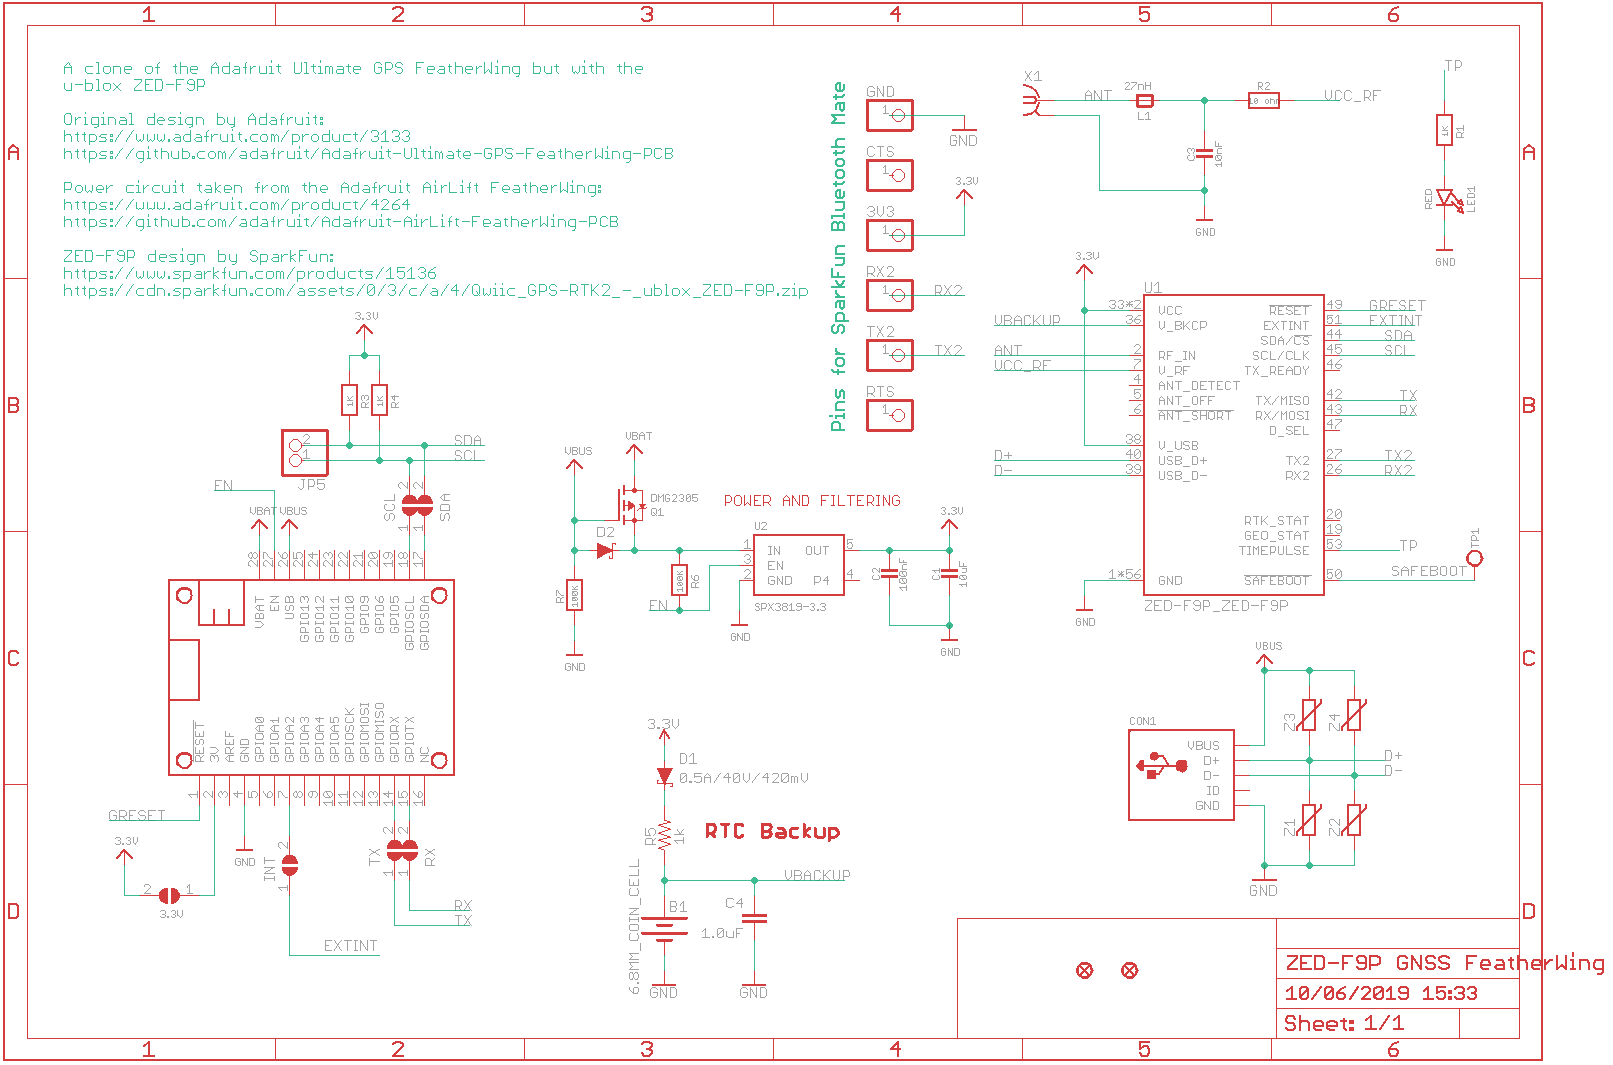 1 2 3 4 5 6
A clone of the Adafruit Ultimate GPS FeatherWing but with the
u-blox ZED-F9P
Original design by Adafruit:
https://www.adafruit.com/product/3133
https://github.com/adafruit/Adafruit-Ultimate-GPS-FeatherWing-PCB
Power circuit taken from the Adafruit AirLift FeatherWing:
https://www.adafruit.com/product/4264
https://github.com/adafruit/Adafruit-AirLift-FeatherWing-PCB
ZED-F9P design by SparkFun:
https://www.sparkfun.com/products/15136
https://cdn.sparkfun.com/assets/0/3/c/a/4/Qwiic_GPS-RTK2_-_ublox_ZED-F9P.zip
A
B
C
D
A
B
C
D
Pins for SparkFun Bluetooth Mate
GND
1
GND
CTS
1
3.3V
3V3
1
RX2
1
RX2
TX2
1
TX2
RTS
1
X1
ANT
27nH
L1
R2
10 ohm
VCC_RF
C3
10nF
GND
TP
1K
R1
RED
LED1
GND
3.3V
1K
R3
1K
R4
2
1
JP5
SDA
SCL
SCL
2
1
2
1
SDA
EN
VBAT
VBUS
28 27 26 25 24 23 22 21 20 19 18 17
VBAT
EN
USB
GPIO13
GPIO12
GPIO11
GPIO10
GPIO9
GPIO6
GPIO5
GPIOSCL
GPIOSDA
RESET
3V
AREF
GND
GPIOA0
GPIOA1
GPIOA2
GPIOA3
GPIOA4
GPIOA5
GPIOSCK
GPIOMOSI
GPIOMISO
GPIORX
GPIOTX
NC
1 2 3 4 5 6 7 8 9 10 11 12 13 14 15 16
GRESET
3.3V
2 1
3.3V
GND
INT
2
1
EXTINT
TX
2
1
2
1
RX
RX
TX
VBUS
VBAT
DMG2305
Q1
D2
R7
100K
GND
100K
R6
EN
POWER AND FILTERING
U2
1 IN
3 EN
2 GND
OUT 5
P4 4
SPX3819-3.3
GND
3.3V
C2
100nF
C1
10uF
GND
3.3V
D1
0.5A/40V/420mV
R5
1k
RTC Backup
VBACKUP
6.8MM_COIN_CELL
B1
C4
1.0uF
GND
GND
3.3V
U1
VBACKUP
ANT
VCC_RF
D+
D-
33*2 VCC
36 V_BCKP
2 RF_IN
7 V_RF
4 ANT_DETECT
5 ANT_OFF
6 ANT_SHORT
38 V_USB
40 USB_D+
39 USB_D-
1*56 GND
RESET 49 GRESET
EXTINT 51 EXTINT
SDA/CS 44 SDA
SCL/CLK 45 SCL
TX_READY 46
TX/MISO 42 TX
RX/MOSI 43 RX
D_SEL 47
TX2 27 TX2
RX2 26 RX2
RTK_STAT 20
GEO_STAT 19
TIMEPULSE 53 TP
SAFEBOOT 50 SAFEBOOT
TP1
GND
ZED-F9P_ZED-F9P
VBUS
CON1
VBUS
D+
D-
ID
GND
Z3
Z4
Z1
Z2
D+
D-
GND
ZED-F9P GNSS FeatherWing
10/06/2019 15:33
Sheet: 1/1
1 2 3 4 5 6